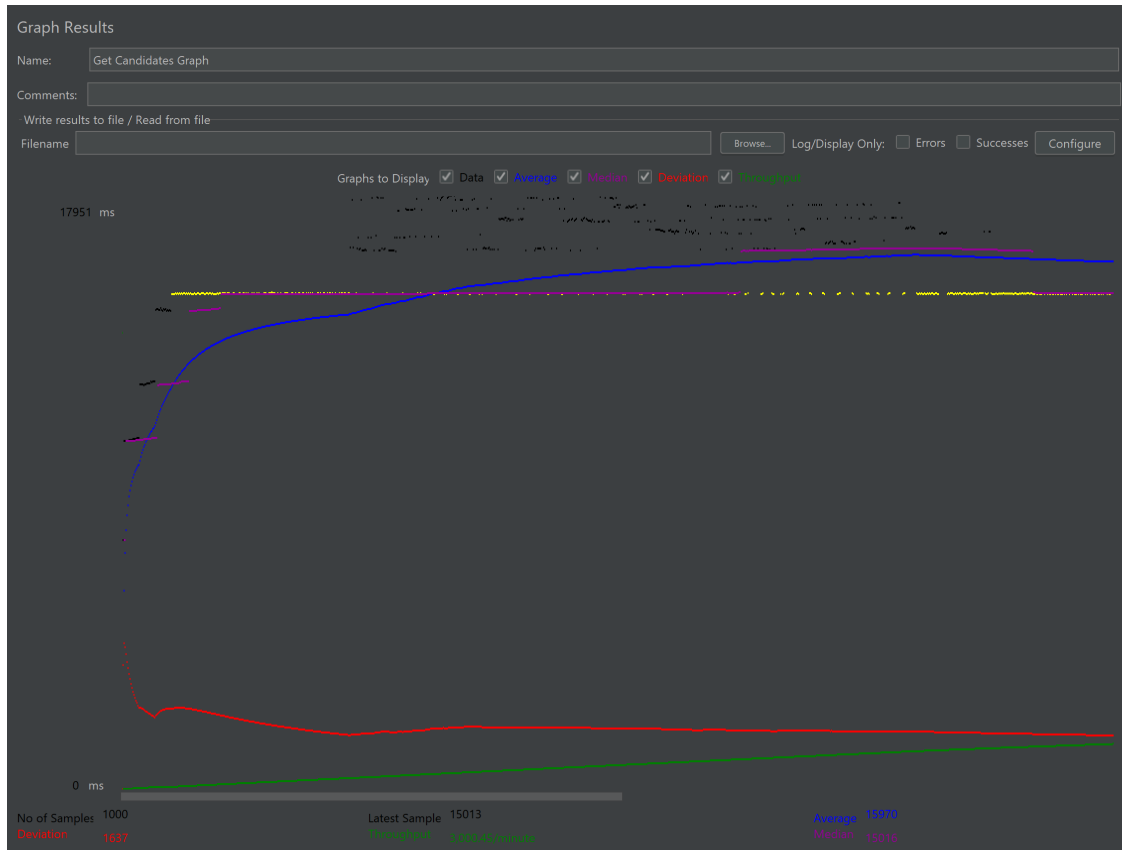 Graph Results
Name: Get Candidates Graph
Comments:
Write results to file / Read from file
Filename Browse... Log/Display Only: Errors Successes Configure
Graphs to Display Data Average Median Deviation Throughput
17951 ms
0 ms
No of Samples 1000 Latest Sample 15013 Average 15970
Deviation 1637 Throughput Median